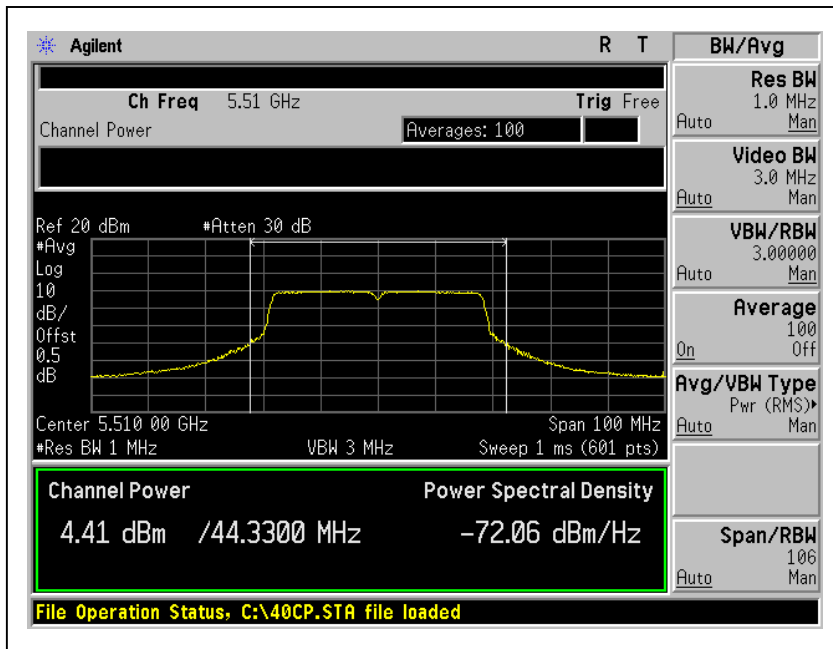 Agilent R T BW/Avg
Ch Freq 5.51 GHz Trig Free
Channel Power Averages: 100
Ref 20 dBm #Atten 30 dB
#Avg
Log
10
dB/
Offst
0.5
dB
Center 5.510 00 GHz Span 100 MHz
#Res BW 1 MHz VBW 3 MHz Sweep 1 ms (601 pts)
Channel Power Power Spectral Density
4.41 dBm /44.3300 MHz -72.06 dBm/Hz
File Operation Status, C:\40CP.STA file loaded
Res BW
1.0 MHz
Auto Man
Video BW
3.0 MHz
Auto Man
VBW/RBW
3.00000
Auto Man
Average
100
On Off
Avg/VBW Type
Pwr (RMS)▸
Auto Man
Span/RBW
106
Auto Man